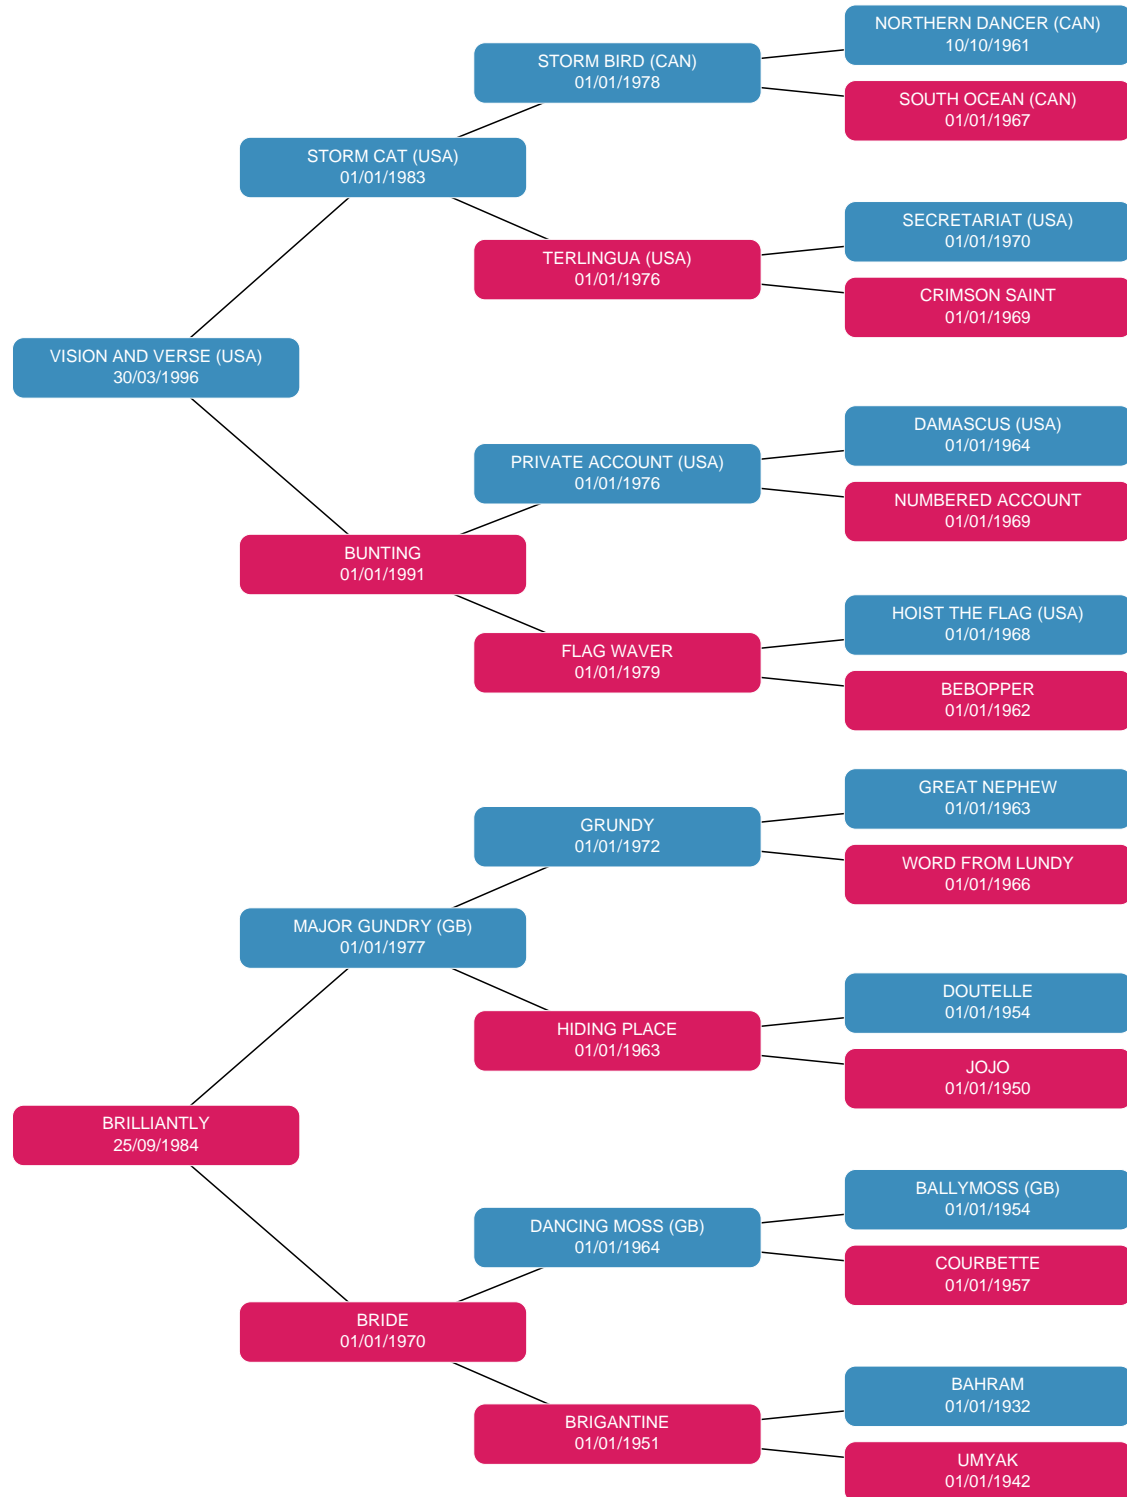 NORTHERN DANCER (CAN)
10/10/1961
STORM BIRD (CAN)
01/01/1978
SOUTH OCEAN (CAN)
01/01/1967
STORM CAT (USA)
01/01/1983
SECRETARIAT (USA)
01/01/1970
TERLINGUA (USA)
01/01/1976
CRIMSON SAINT
01/01/1969
VISION AND VERSE (USA)
30/03/1996
DAMASCUS (USA)
01/01/1964
PRIVATE ACCOUNT (USA)
01/01/1976
NUMBERED ACCOUNT
01/01/1969
BUNTING
01/01/1991
HOIST THE FLAG (USA)
01/01/1968
FLAG WAVER
01/01/1979
BEBOPPER
01/01/1962
GREAT NEPHEW
01/01/1963
GRUNDY
01/01/1972
WORD FROM LUNDY
01/01/1966
MAJOR GUNDRY (GB)
01/01/1977
DOUTELLE
01/01/1954
HIDING PLACE
01/01/1963
JOJO
01/01/1950
BRILLIANTLY
25/09/1984
BALLYMOSS (GB)
01/01/1954
DANCING MOSS (GB)
01/01/1964
COURBETTE
01/01/1957
BRIDE
01/01/1970
BAHRAM
01/01/1932
BRIGANTINE
01/01/1951
UMYAK
01/01/1942